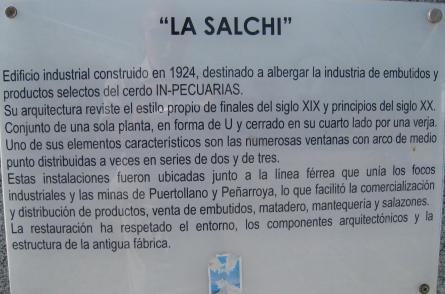 “LA SALCHI”
Edificio industrial construido en 1924, destinado a albergar la industria de embutidos y
productos selectos del cerdo IN-PECUARIAS.
Su arquitectura reviste el estilo propio de finales del siglo XIX y principios del siglo XX.
Conjunto de una sola planta, en forma de U y cerrado en su cuarto lado por una verja.
Uno de sus elementos caracteristicos son las numerosas ventanas con arco de medio
punto distribuidas a veces en series de dos y de tres.
Estas instalaciones fueron ubicadas junto a la línea férrea que unía los focos
industriales y las minas de Puertollano y Peñarroya, lo que facilitó la comercialización
y distribución de productos, venta de embutidos, matadero, mantequería y salazones.
La restauración ha respetado el entorno, los componentes arquitectónicos y la
estructura de la antigua fábrica.